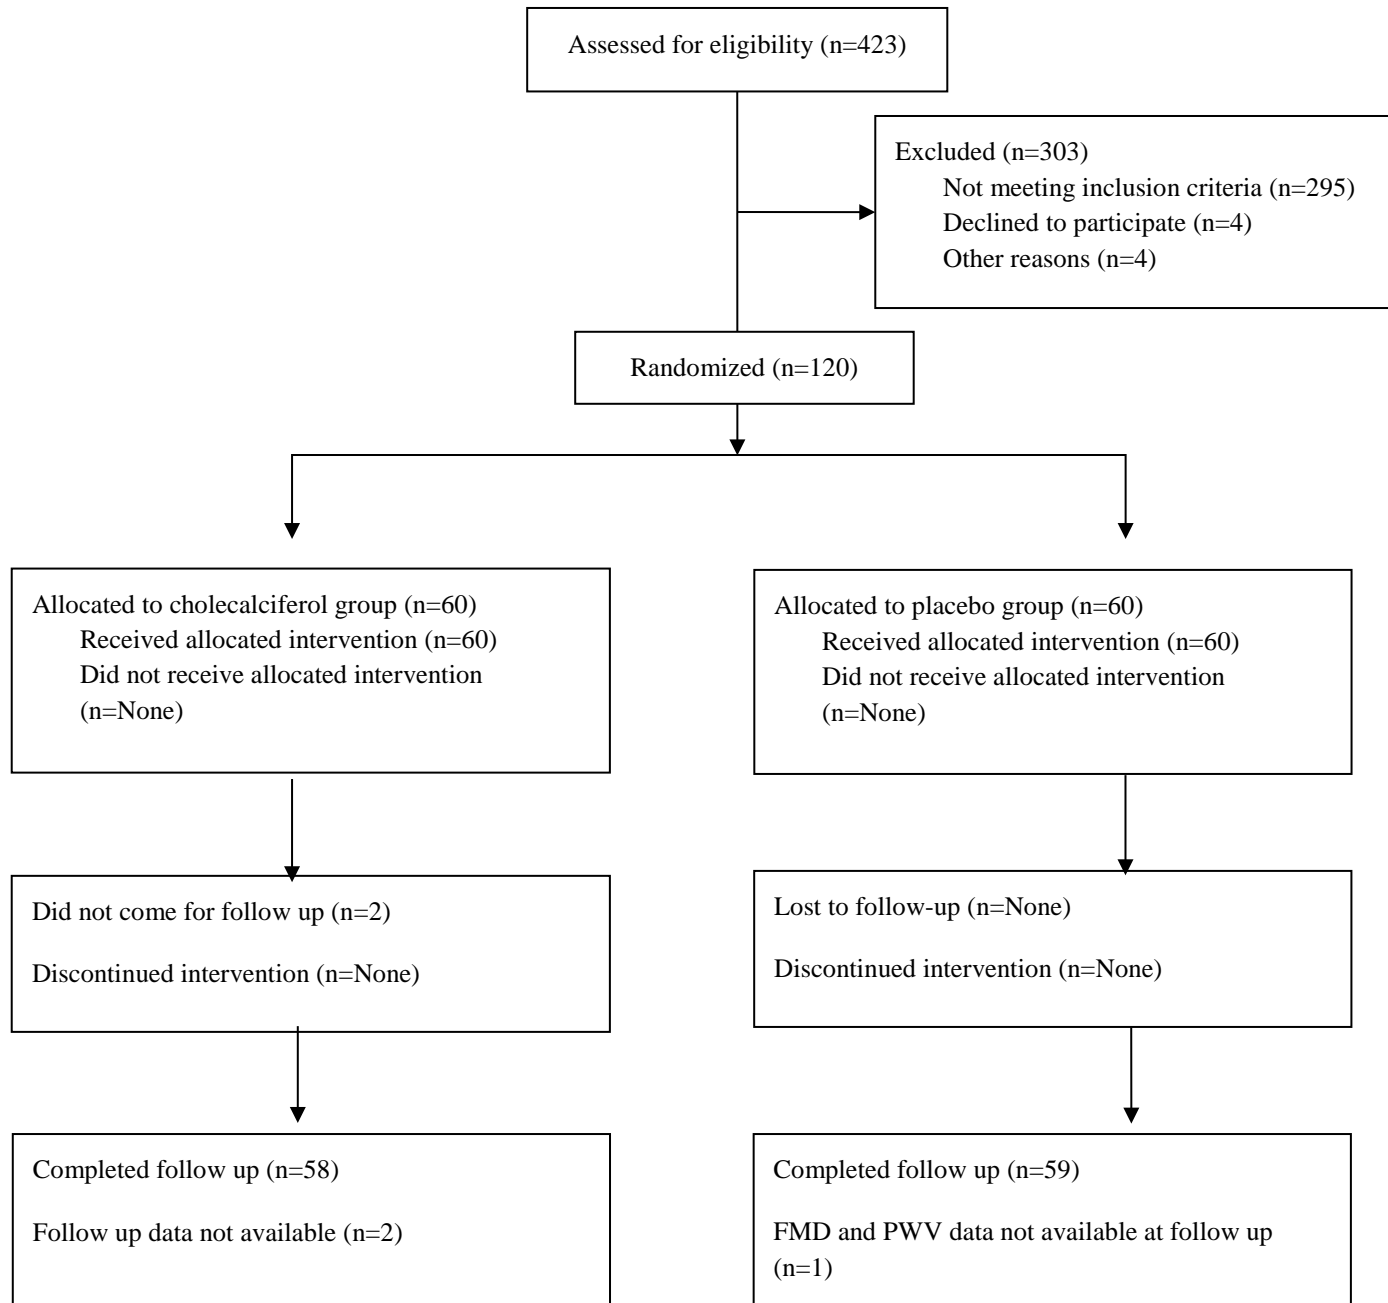 Assessed for eligibility (n=423)
Excluded (n=303)
Not meeting inclusion criteria (n=295)
Declined to participate (n=4)
Other reasons (n=4)
Randomized (n=120)
Allocated to cholecalciferol group (n=60)
Received allocated intervention (n=60)
Did not receive allocated intervention
(n=None)
Allocated to placebo group (n=60)
Received allocated intervention (n=60)
Did not receive allocated intervention
(n=None)
Did not come for follow up (n=2)
Discontinued intervention (n=None)
Lost to follow-up (n=None)
Discontinued intervention (n=None)
Completed follow up (n=58)
Follow up data not available (n=2)
Completed follow up (n=59)
FMD and PWV data not available at follow up
(n=1)